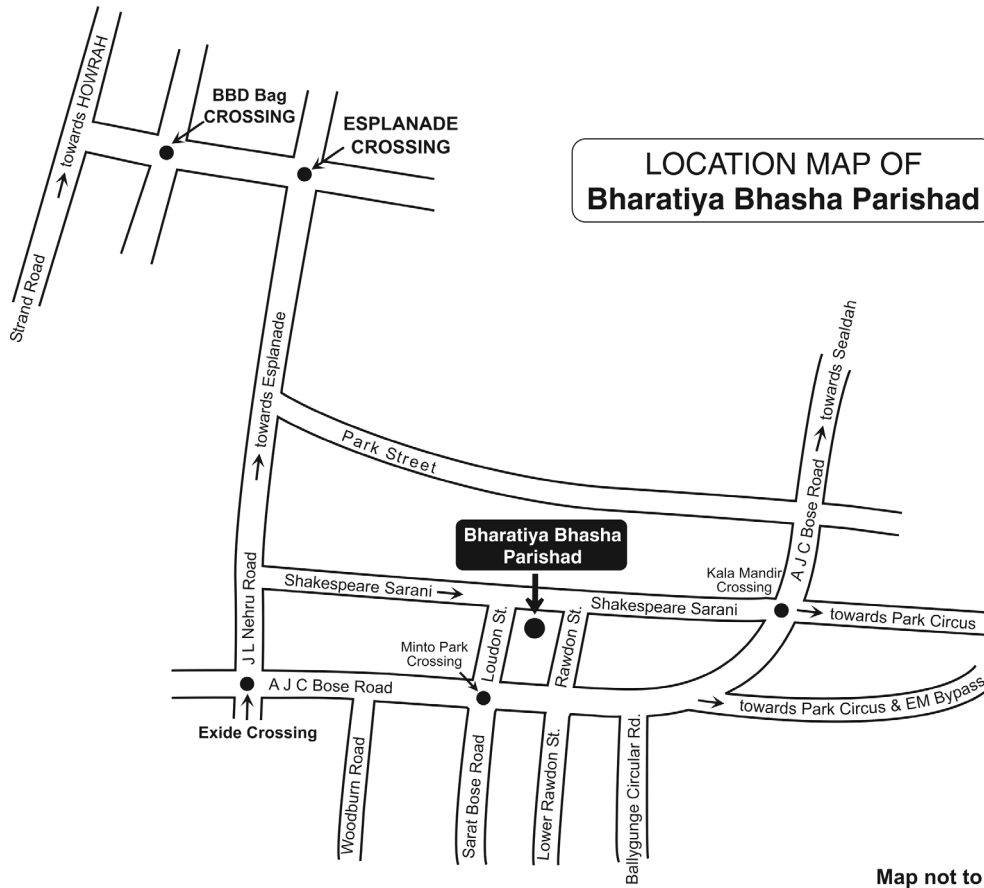 towards HOWRAH
Strand Road
BBD Bag
CROSSING
ESPLANADE
CROSSING
LOCATION MAP OF
Bharatiya Bhasha Parishad
towards Esplanade
Park Street
towards Sealdah
A J C Bose Road
Bharatiya Bhasha
Parishad
Kala Mandir
Crossing
J L Nehru Road
Shakespeare Sarani
Shakespeare Sarani
towards Park Circus
Loudon St.
Rawdon St.
Minto Park
Crossing
A J C Bose Road
towards Park Circus & EM Bypass
Exide Crossing
Woodburn Road
Sarat Bose Road
Lower Rawdon St.
Ballygunge Circular Rd.
Map not to